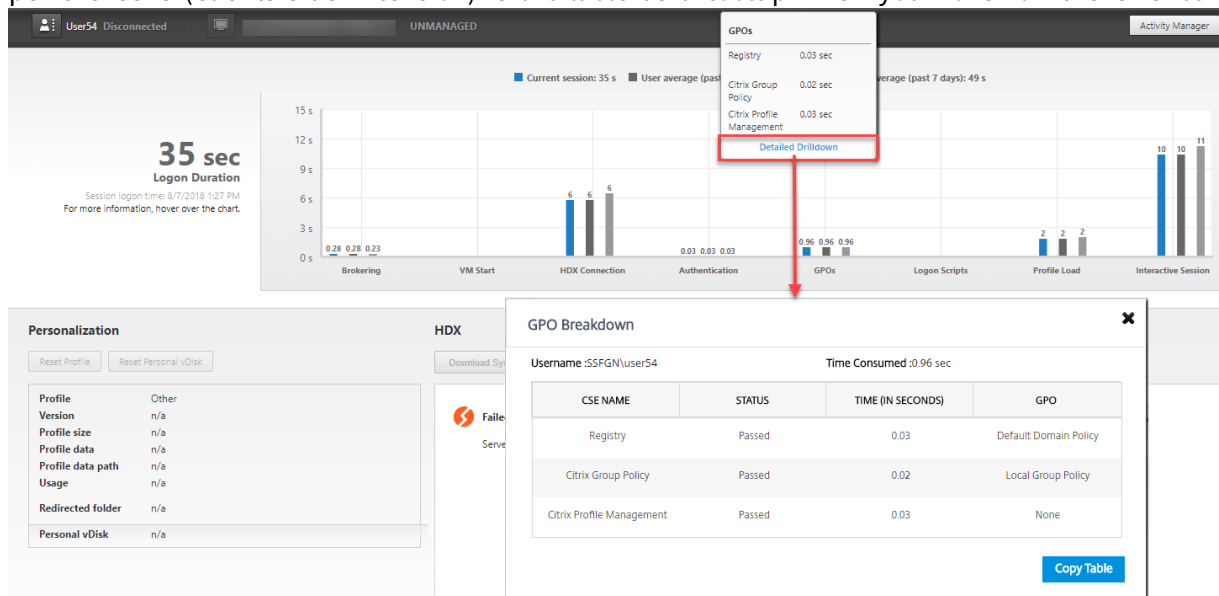 User54 Disconnected
UNMANAGED
Activity Manager
GPOs
Registry 0.03 sec
Citrix Group Policy 0.02 sec
Citrix Profile Management 0.03 sec
Detailed Drilldown
Current session: 35 s User average (past
verage (past 7 days): 49 s
35 sec
Logon Duration
Session logon time: 8/7/2018 1:27 PM
For more information, hover over the chart.
15 s
12 s
9 s
6 s
3 s
0 s
0.28 0.28 0.23
6 6 6
0.03 0.03 0.03
0.96 0.96 0.96
2 2 2
10 10 11
Brokering VM Start HDX Connection Authentication GPOs Logon Scripts Profile Load Interactive Session
Personalization
Reset Profile Reset Personal vDisk
Profile Other
Version n/a
Profile size n/a
Profile data n/a
Profile data path n/a
Usage n/a
Redirected folder n/a
Personal vDisk n/a
HDX
Download Sy
Faile
Serve
GPO Breakdown
Username :SSFGN\user54 Time Consumed :0.96 sec
CSE NAME STATUS TIME (IN SECONDS) GPO
Registry Passed 0.03 Default Domain Policy
Citrix Group Policy Passed 0.02 Local Group Policy
Citrix Profile Management Passed 0.03 None
Copy Table